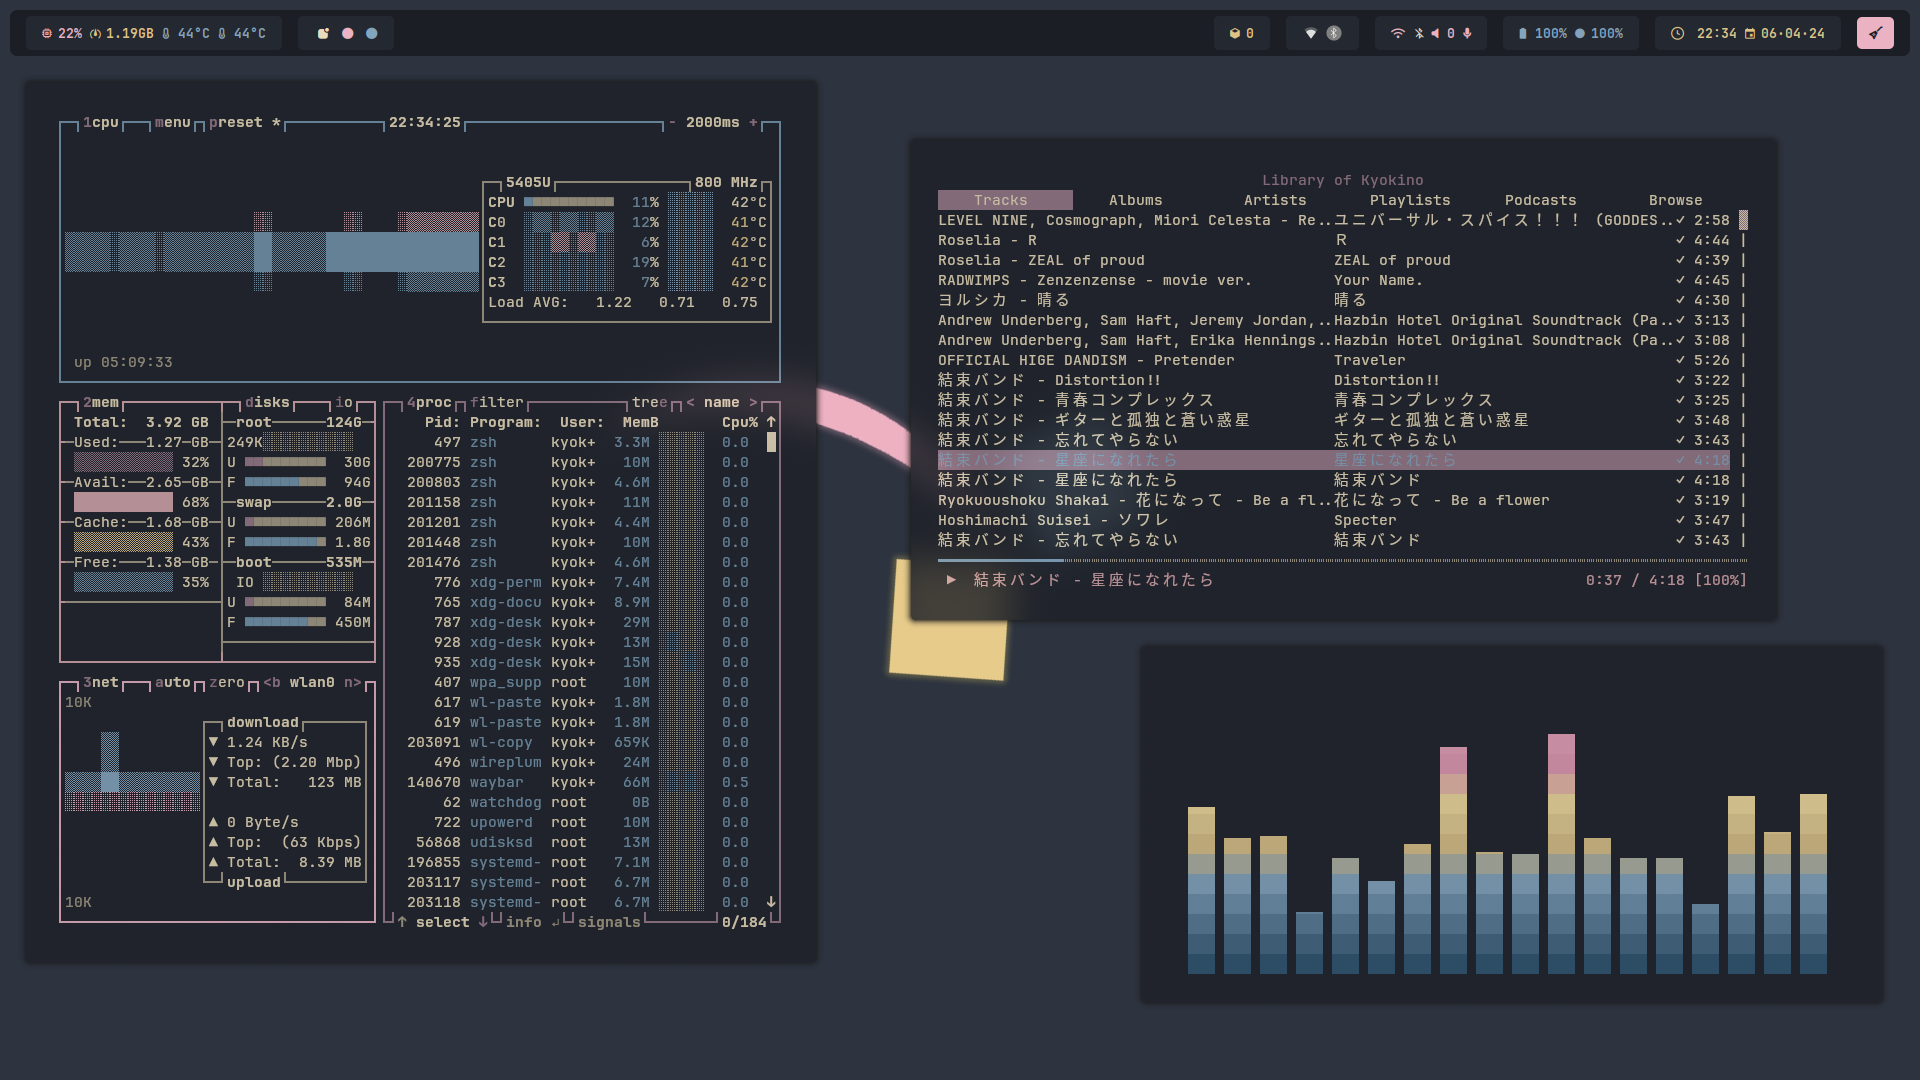 22% 1.19GB 44°C 44°C
0
0
100% 100%
22:34 06·04·24
1cpu menu preset * 22:34:25 - 2000ms +
5405U 800 MHz
CPU 11% 42°C
C0 12% 41°C
C1 6% 42°C
C2 19% 41°C
C3 7% 42°C
Load AVG: 1.22 0.71 0.75
up 05:09:33
2mem disks io
Total: 3.92 GB
Used: 1.27 GB
32%
Avail: 2.65 GB
68%
Cache: 1.68 GB
43%
Free: 1.38 GB
35%
root 124G
249K
U 30G
F 94G
swap 2.0G
U 206M
F 1.8G
boot 535M
IO
U 84M
F 450M
3net auto zero <b wlan0 n>
10K
download
▼ 1.24 KB/s
▼ Top: (2.20 Mbp)
▼ Total: 123 MB
▲ 0 Byte/s
▲ Top: (63 Kbps)
▲ Total: 8.39 MB
upload
10K
4proc filter tree < name >
Pid: Program: User: MemB Cpu% ↑
497 zsh kyok+ 3.3M 0.0
200775 zsh kyok+ 10M 0.0
200803 zsh kyok+ 4.6M 0.0
201158 zsh kyok+ 11M 0.0
201201 zsh kyok+ 4.4M 0.0
201448 zsh kyok+ 10M 0.0
201476 zsh kyok+ 4.6M 0.0
776 xdg-perm kyok+ 7.4M 0.0
765 xdg-docu kyok+ 8.9M 0.0
787 xdg-desk kyok+ 29M 0.0
928 xdg-desk kyok+ 13M 0.0
935 xdg-desk kyok+ 15M 0.0
407 wpa_supp root 10M 0.0
617 wl-paste kyok+ 1.8M 0.0
619 wl-paste kyok+ 1.8M 0.0
203091 wl-copy kyok+ 659K 0.0
496 wireplum kyok+ 24M 0.0
140670 waybar kyok+ 66M 0.5
62 watchdog root 0B 0.0
722 upowerd root 10M 0.0
56868 udisksd root 13M 0.0
196855 systemd- root 7.1M 0.0
203117 systemd- root 6.7M 0.0
203118 systemd- root 6.7M 0.0 ↓
↑ select ↓ info ↲ signals 0/184
Library of Kyokino
Tracks Albums Artists Playlists Podcasts Browse
LEVEL NINE, Cosmograph, Miori Celesta - Re..ユニバーサル・スパイス！！！ (GODDES..✓ 2:58
Roselia - R R ✓ 4:44 |
Roselia - ZEAL of proud ZEAL of proud ✓ 4:39 |
RADWIMPS - Zenzenzense - movie ver. Your Name. ✓ 4:45 |
ヨルシカ - 晴る 晴る ✓ 4:30 |
Andrew Underberg, Sam Haft, Jeremy Jordan,..Hazbin Hotel Original Soundtrack (Pa..✓ 3:13 |
Andrew Underberg, Sam Haft, Erika Hennings..Hazbin Hotel Original Soundtrack (Pa..✓ 3:08 |
OFFICIAL HIGE DANDISM - Pretender Traveler ✓ 5:26 |
結束バンド - Distortion!! Distortion!! ✓ 3:22 |
結束バンド - 青春コンプレックス 青春コンプレックス ✓ 3:25 |
結束バンド - ギターと孤独と蒼い惑星 ギターと孤独と蒼い惑星 ✓ 3:48 |
結束バンド - 忘れてやらない 忘れてやらない ✓ 3:43 |
結束バンド - 星座になれたら 星座になれたら ✓ 4:18 |
結束バンド - 星座になれたら 結束バンド ✓ 4:18 |
Ryokuoushoku Shakai - 花になって - Be a fl..花になって - Be a flower ✓ 3:19 |
Hoshimachi Suisei - ソワレ Specter ✓ 3:47 |
結束バンド - 忘れてやらない 結束バンド ✓ 3:43 |
▶ 結束バンド - 星座になれたら 0:37 / 4:18 [100%]